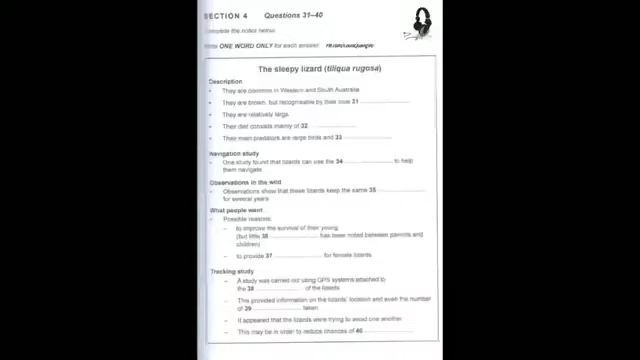 SECTION 4 Questions 31–40
Complete the notes below.
Write ONE WORD ONLY for each answer.
The sleepy lizard (tiliqua rugosa)
Description
• They are common in Western and South Australia
• They are brown, but recognisable by their blue 31 ....................
• They are relatively large
• Their diet consists mainly of 32 ....................
• Their main predators are large birds and 33 ....................
Navigation study
• One study found that lizards can use the 34 .................... to help
them navigate
Observations in the wild
• Observations show that these lizards keep the same 35 ....................
for several years
What people want
• Possible reasons:
– to improve the survival of their young
(but little 36 .................... has been noted between parents and
children)
– to provide 37 .................... for female lizards
Tracking study
– A study was carried out using GPS systems attached to
the 38 .................... of the lizards
– This provided information on the lizards' location and even the number
of 39 .................... taken
– It appeared that the lizards were trying to avoid one another
– This may be in order to reduce chances of 40 ....................